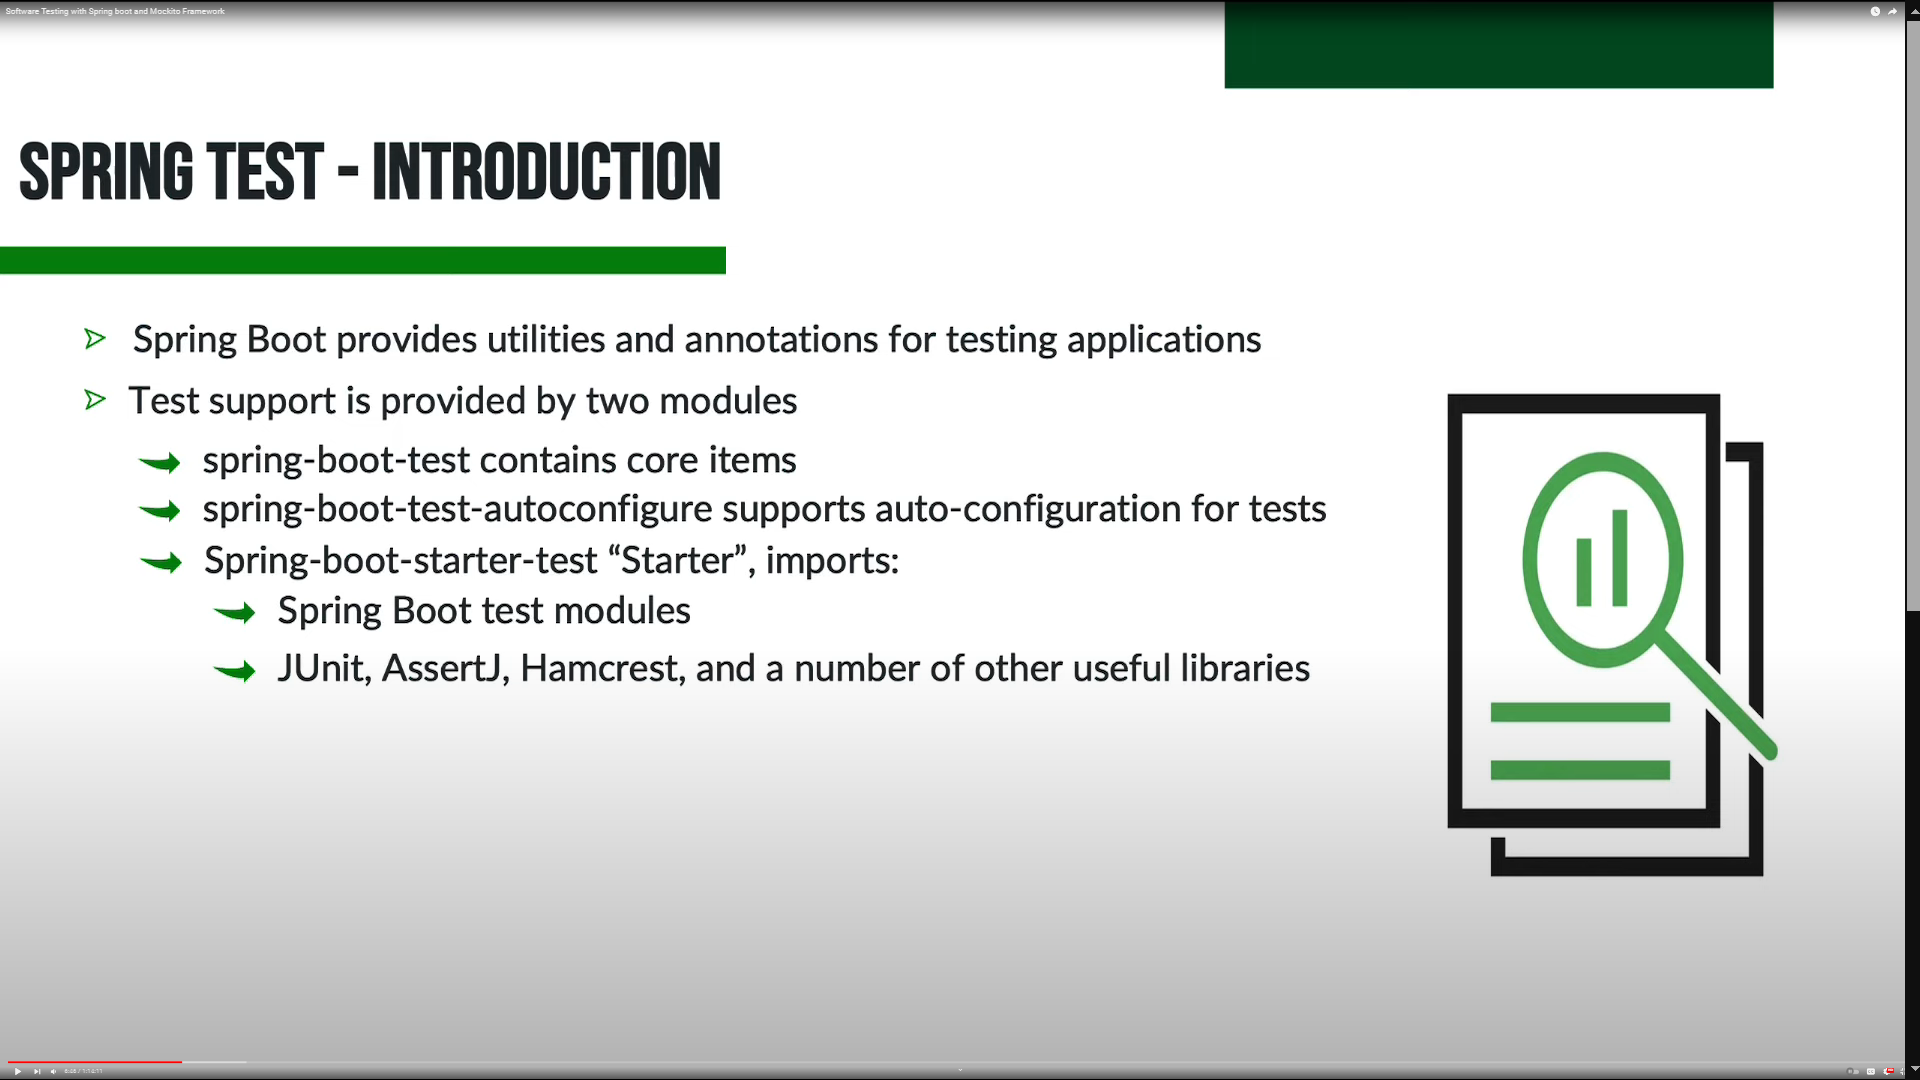 Software Testing with Spring boot and Mockito Framework
SPRING TEST - INTRODUCTION
Spring Boot provides utilities and annotations for testing applications
Test support is provided by two modules
spring-boot-test contains core items
spring-boot-test-autoconfigure supports auto-configuration for tests
Spring-boot-starter-test “Starter”, imports:
Spring Boot test modules
JUnit, AssertJ, Hamcrest, and a number of other useful libraries